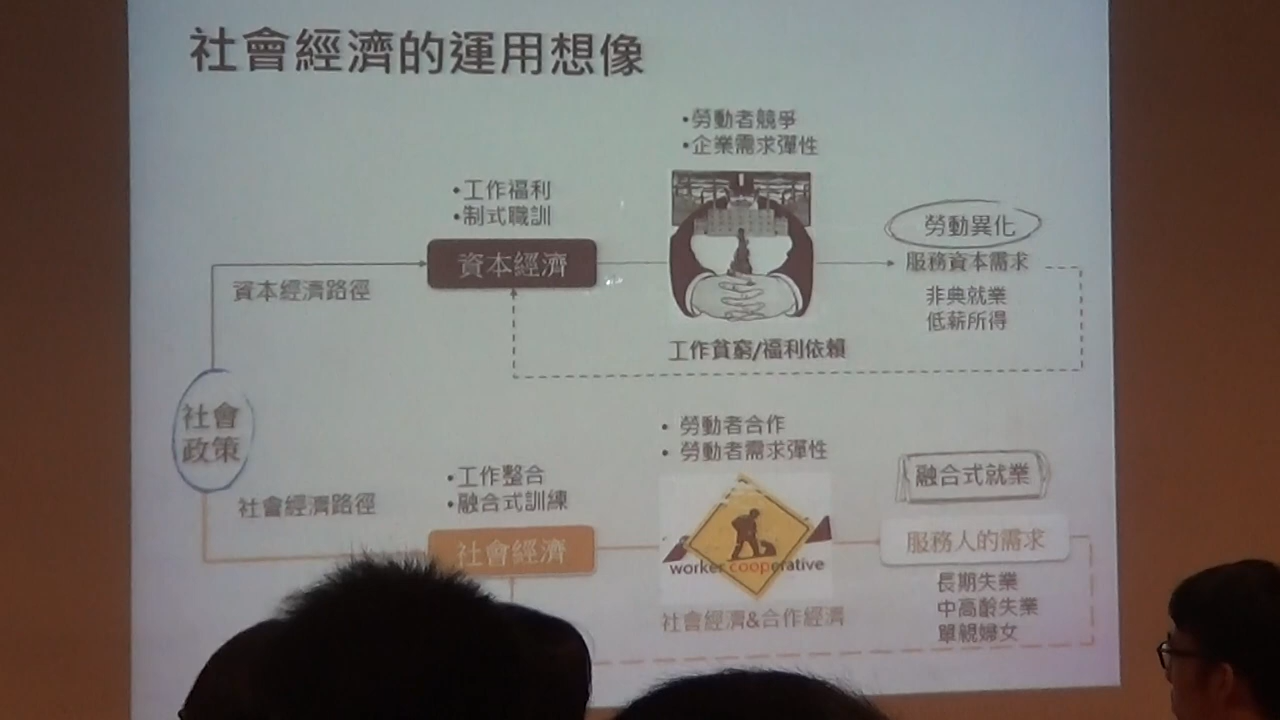 社會經濟的運用想像
•勞動者競爭
•企業需求彈性
•工作福利
•制式職訓
資本經濟
勞動異化
服務資本需求
資本經濟路徑
非典就業
低薪所得
工作貧窮/福利依賴
社會
政策
• 勞動者合作
• 勞動者需求彈性
•工作整合
•融合式訓練
融合式就業
社會經濟路徑
社會經濟
服務人的需求
worker cooperative
長期失業
中高齡失業
單親婦女
社會經濟&合作經濟